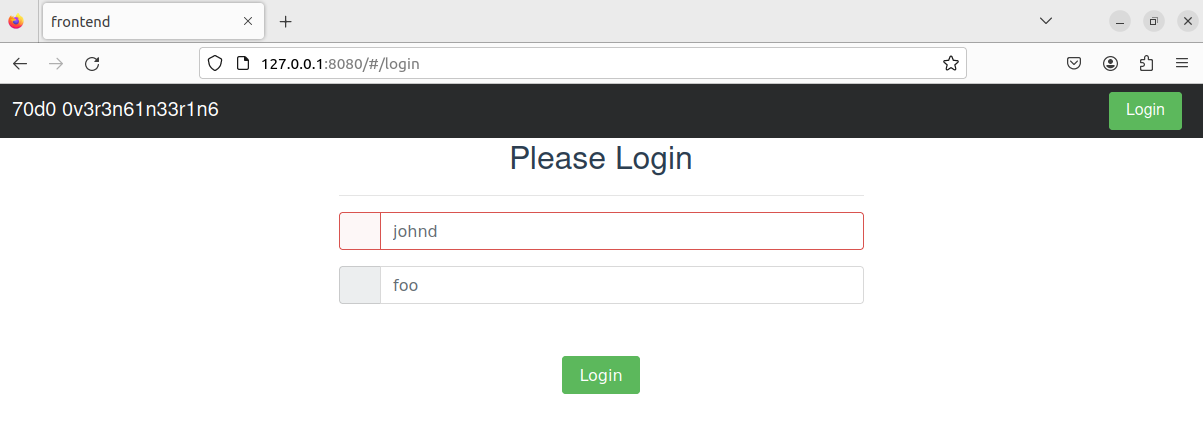 frontend
127.0.0.1:8080/#/login
70d0 0v3r3n61n33r1n6
Login
Please Login
johnd
foo
Login